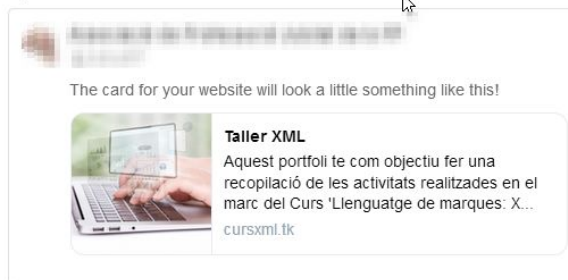 The card for your website will look a little something like this!
Taller XML
Aquest portfoli te com objectiu fer una
recopilació de les activitats realitzades en el
marc del Curs 'Llenguatge de marques: X...
cursxml.tk